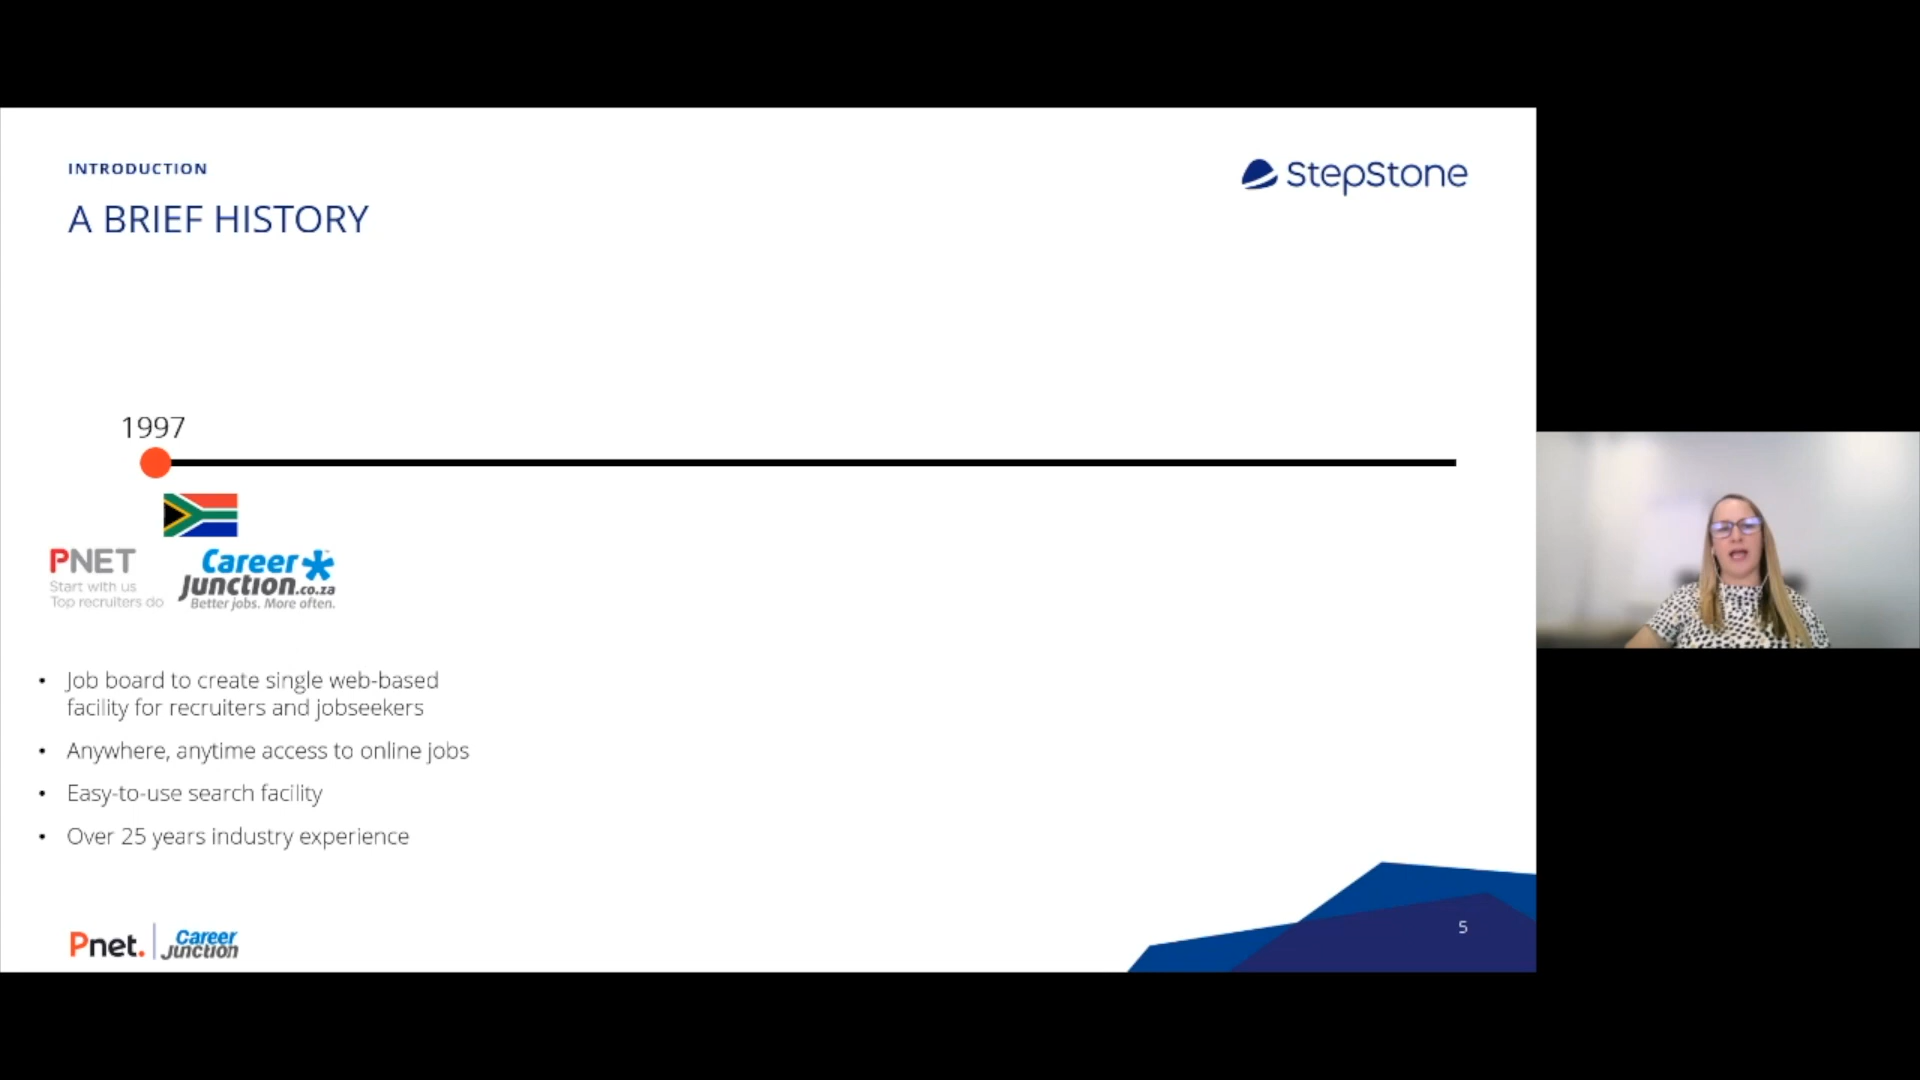 INTRODUCTION
StepStone
A BRIEF HISTORY
1997
PNET
Start with us
Top recruiters do
Career
Junction.co.za
Better jobs. More often.
• Job board to create single web-based
facility for recruiters and jobseekers
• Anywhere, anytime access to online jobs
• Easy-to-use search facility
• Over 25 years industry experience
Pnet.
Career
Junction
5